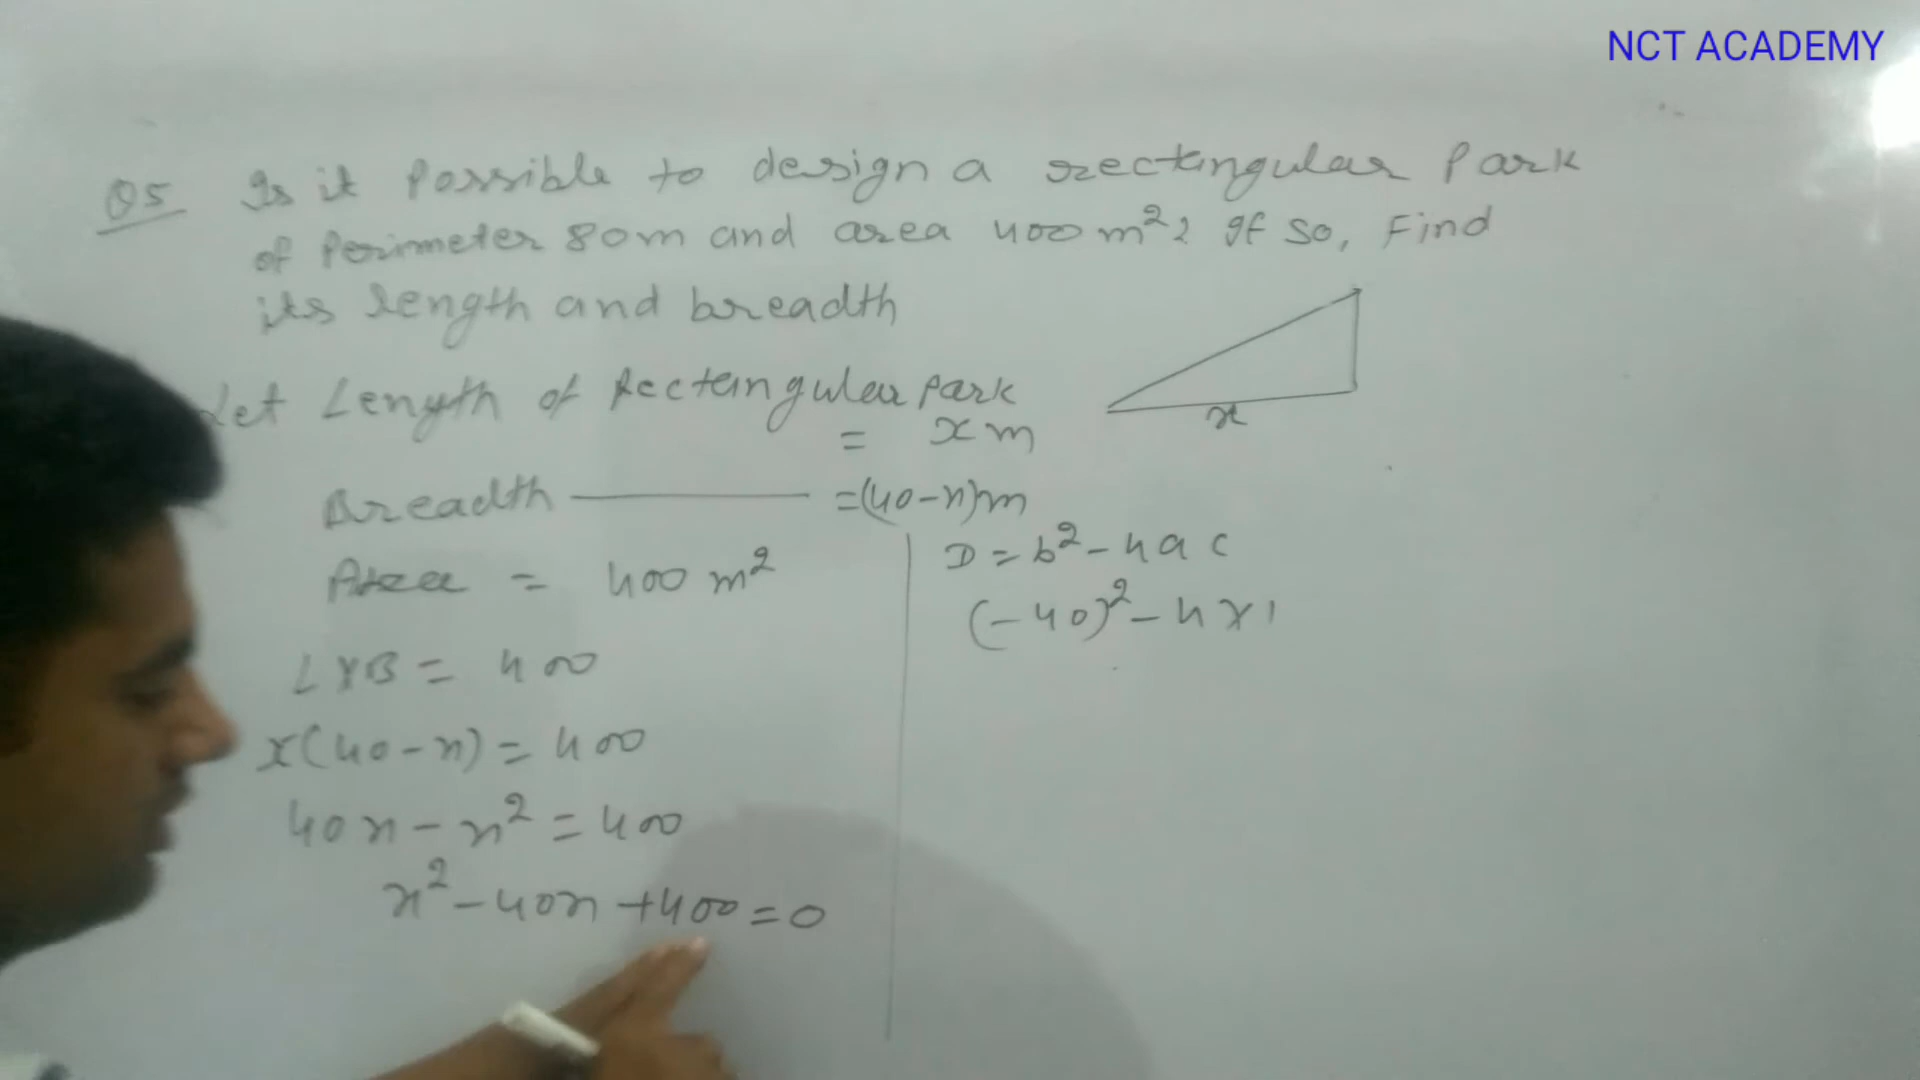 NCT ACADEMY
Q5 Is it Possible to design a rectangular Park
of Perimeter 80m and area 400 m²? If so, Find
its length and breadth
Let Length of Rectangular park
= x m
x
Breadth ——— = (40-x)m
Area = 400 m²
L×B = 400
x(40-x) = 400
40x - x² = 400
x² - 40x + 400 = 0
D = b² - 4ac
(-40)² - 4×1